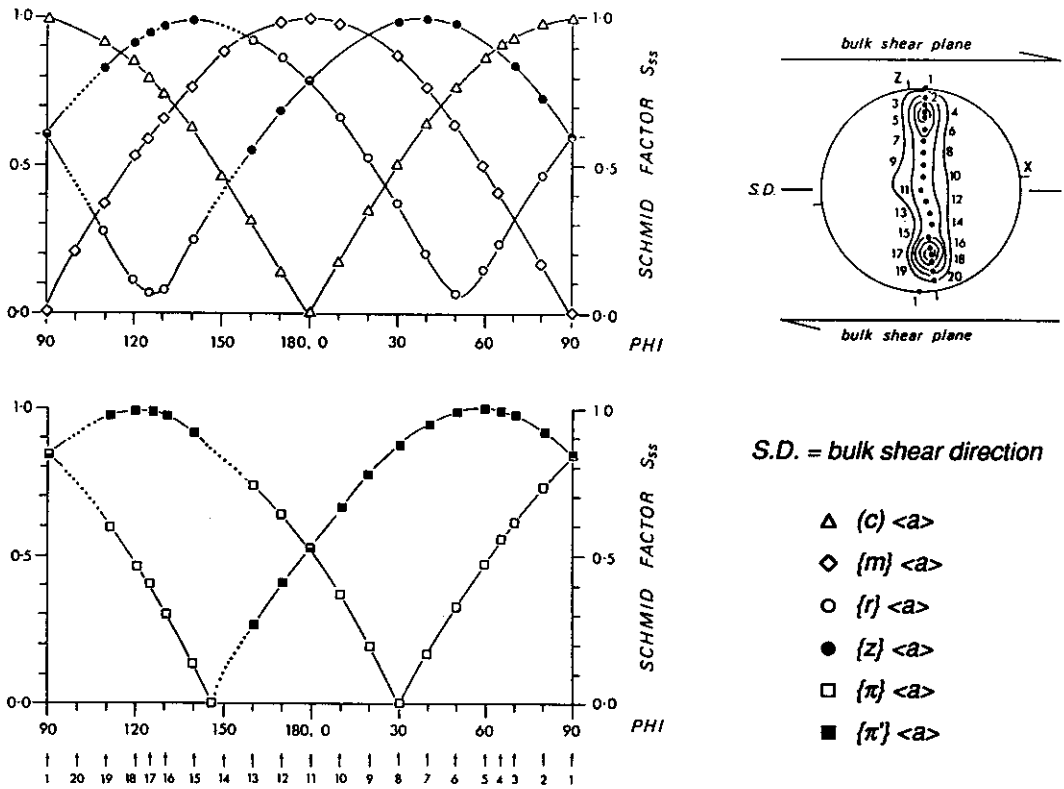 1·0
0·5
0·0
90 120 150 180, 0 30 60 90 PHI
1·0
0·5
0·0
SCHMID FACTOR Sss
bulk shear plane
Z 1
3 2
5 4
7 6
9 8
S.D. 10 X
11 12
13 14
15 16
17 18
19 20
1
bulk shear plane
1·0
0·5
0·0
90 120 150 180, 0 30 60 90 PHI
1·0
0·5
0·0
SCHMID FACTOR Sss
1 20 19 18 17 16 15 14 13 12 11 10 9 8 7 6 5 4 3 2 1
S.D. = bulk shear direction
(c) <a>
{m} <a>
{r} <a>
{z} <a>
{π} <a>
{π'} <a>